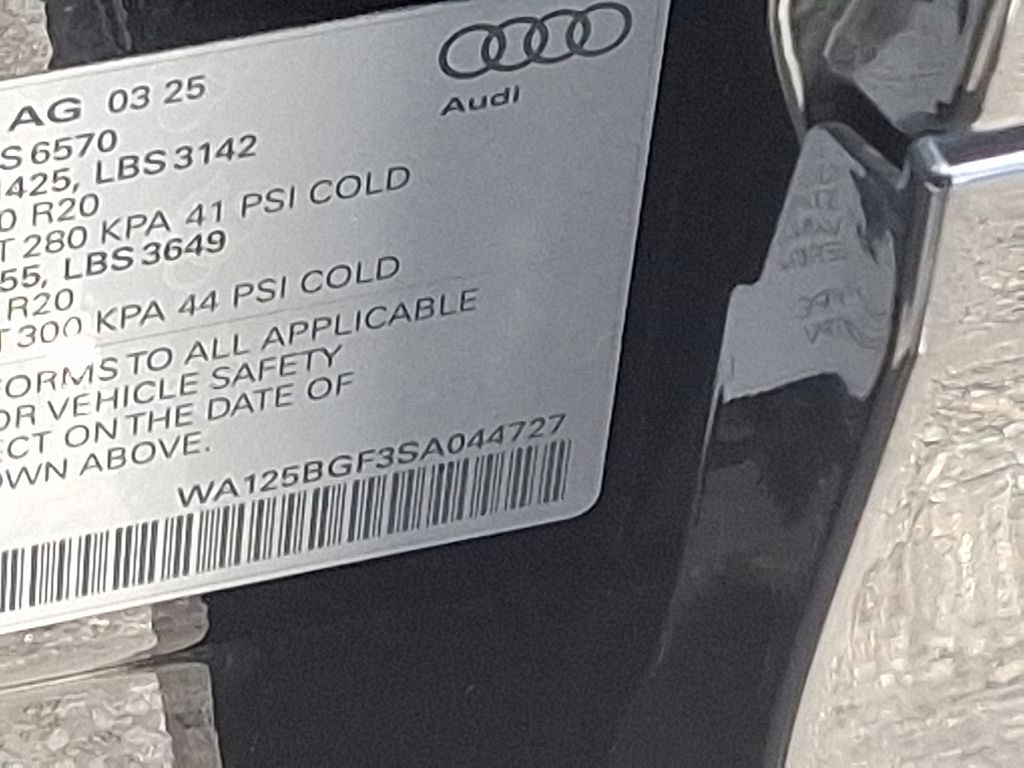 AG 03 25
Audi
S 6570
1425, LBS 3142
0 R20
T 280 KPA 41 PSI COLD
55, LBS 3649
R20
T 300 KPA 44 PSI COLD
FORMS TO ALL APPLICABLE
OR VEHICLE SAFETY
ECT ON THE DATE OF
OWN ABOVE.
WA125BGF3SA044727